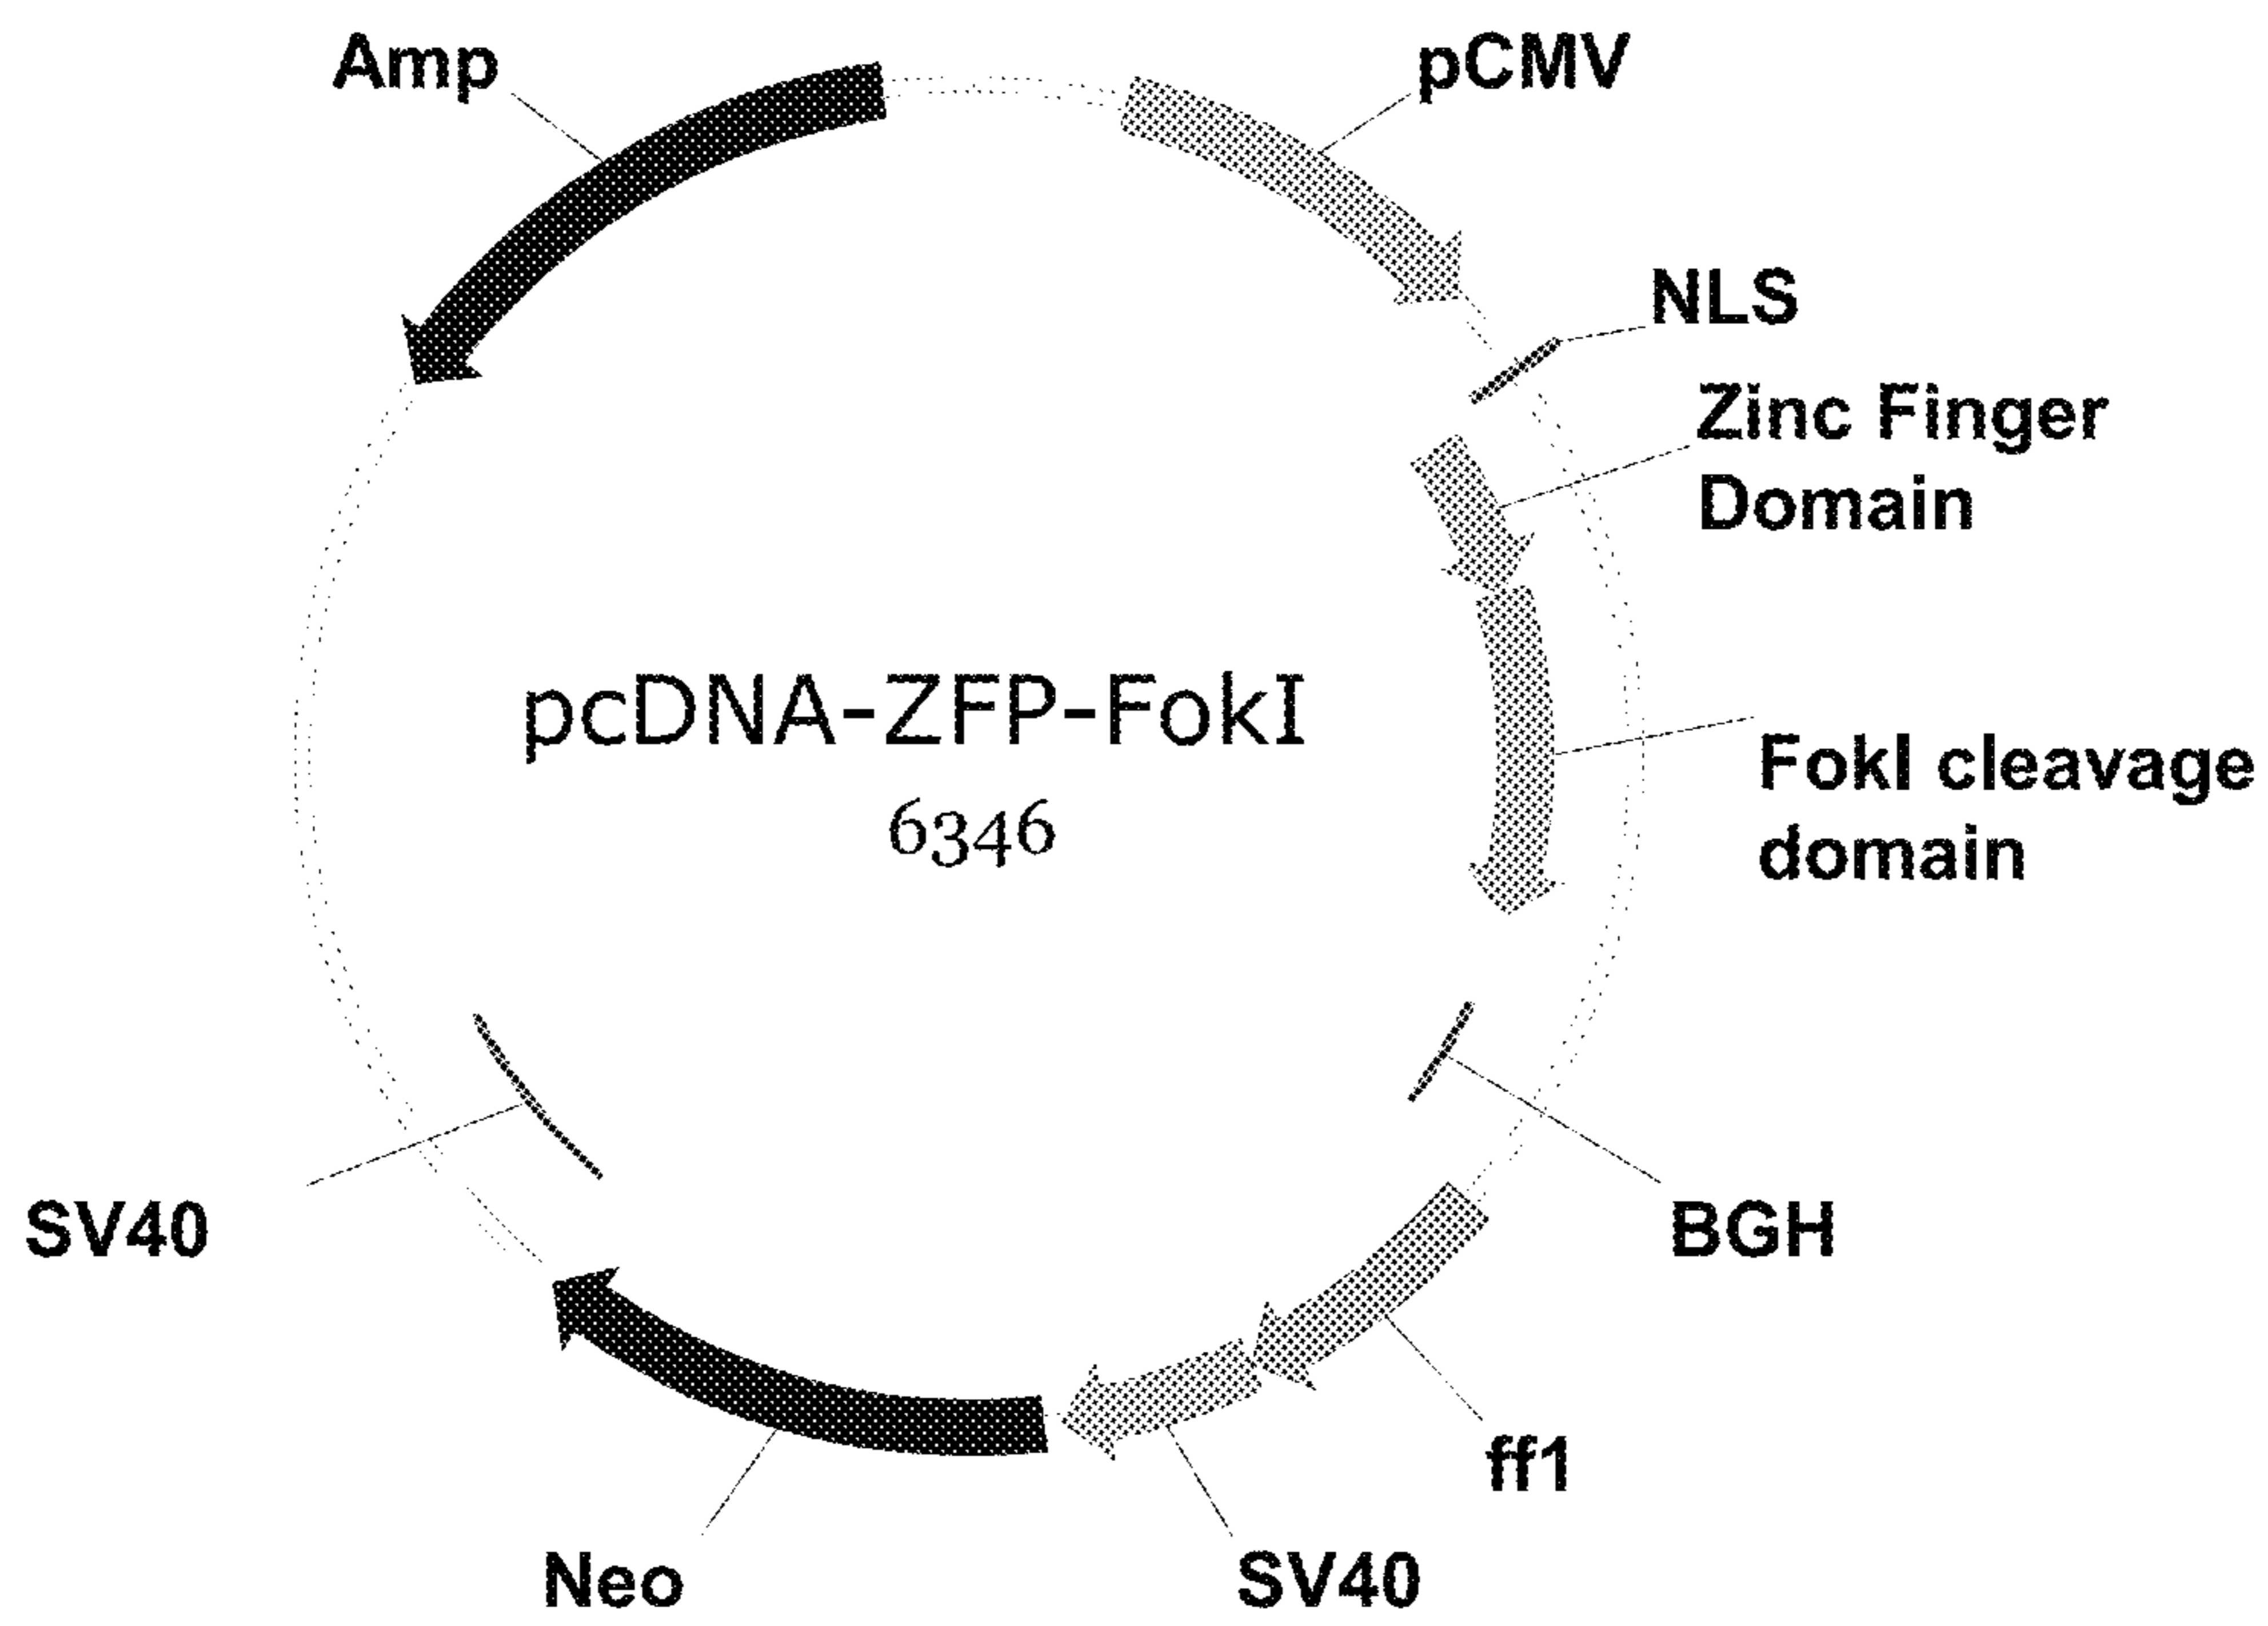 Amp
pCMV
NLS
Zinc Finger
Domain
pcDNA-ZFP-FokI
6346
FokI cleavage
domain
SV40
BGH
ff1
Neo
SV40